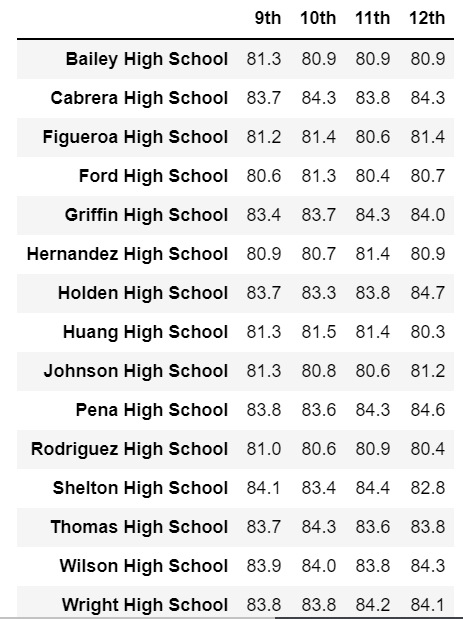 9th 10th 11th 12th
Bailey High School 81.3 80.9 80.9 80.9
Cabrera High School 83.7 84.3 83.8 84.3
Figueroa High School 81.2 81.4 80.6 81.4
Ford High School 80.6 81.3 80.4 80.7
Griffin High School 83.4 83.7 84.3 84.0
Hernandez High School 80.9 80.7 81.4 80.9
Holden High School 83.7 83.3 83.8 84.7
Huang High School 81.3 81.5 81.4 80.3
Johnson High School 81.3 80.8 80.6 81.2
Pena High School 83.8 83.6 84.3 84.6
Rodriguez High School 81.0 80.6 80.9 80.4
Shelton High School 84.1 83.4 84.4 82.8
Thomas High School 83.7 84.3 83.6 83.8
Wilson High School 83.9 84.0 83.8 84.3
Wright High School 83.8 83.8 84.2 84.1